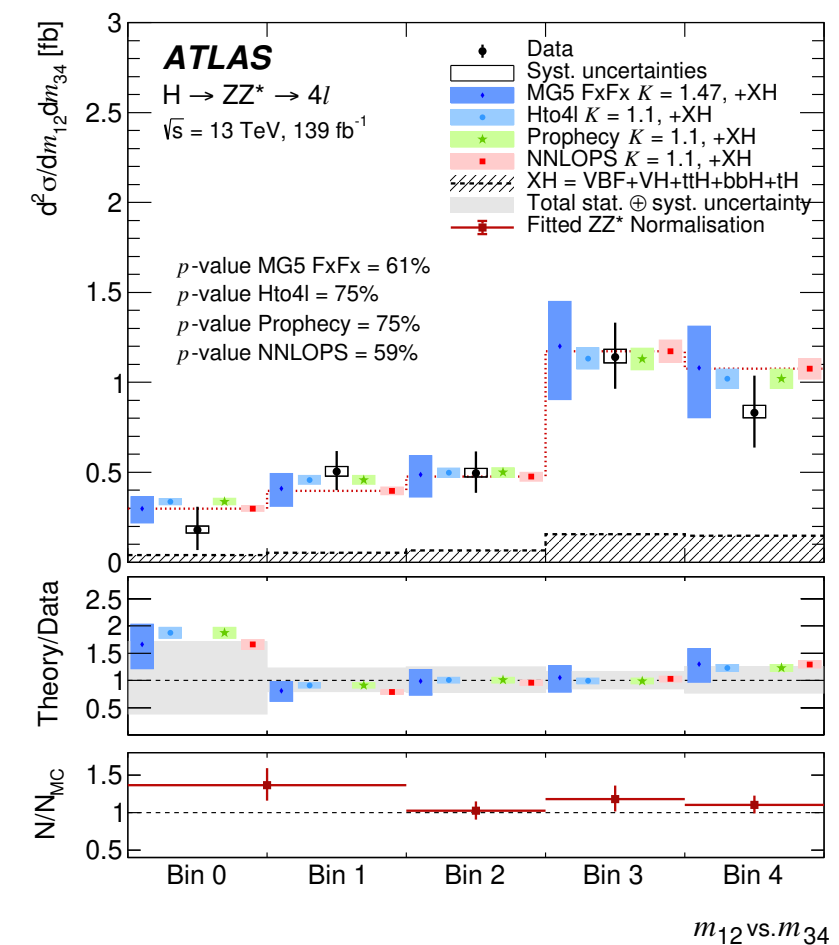 d²σ/dm₁₂dm₃₄ [fb]
3
2.5
2
1.5
1
0.5
0
ATLAS
H → ZZ* → 4l
√s = 13 TeV, 139 fb⁻¹
Data
Syst. uncertainties
MG5 FxFx K = 1.47, +XH
Hto4l K = 1.1, +XH
Prophecy K = 1.1, +XH
NNLOPS K = 1.1, +XH
XH = VBF+VH+ttH+bbH+tH
Total stat. ⊕ syst. uncertainty
Fitted ZZ* Normalisation
p-value MG5 FxFx = 61%
p-value Hto4l = 75%
p-value Prophecy = 75%
p-value NNLOPS = 59%
Theory/Data
2.5
2
1.5
1
0.5
N/N_MC
1.5
1
0.5
Bin 0 Bin 1 Bin 2 Bin 3 Bin 4
m₁₂ vs. m₃₄